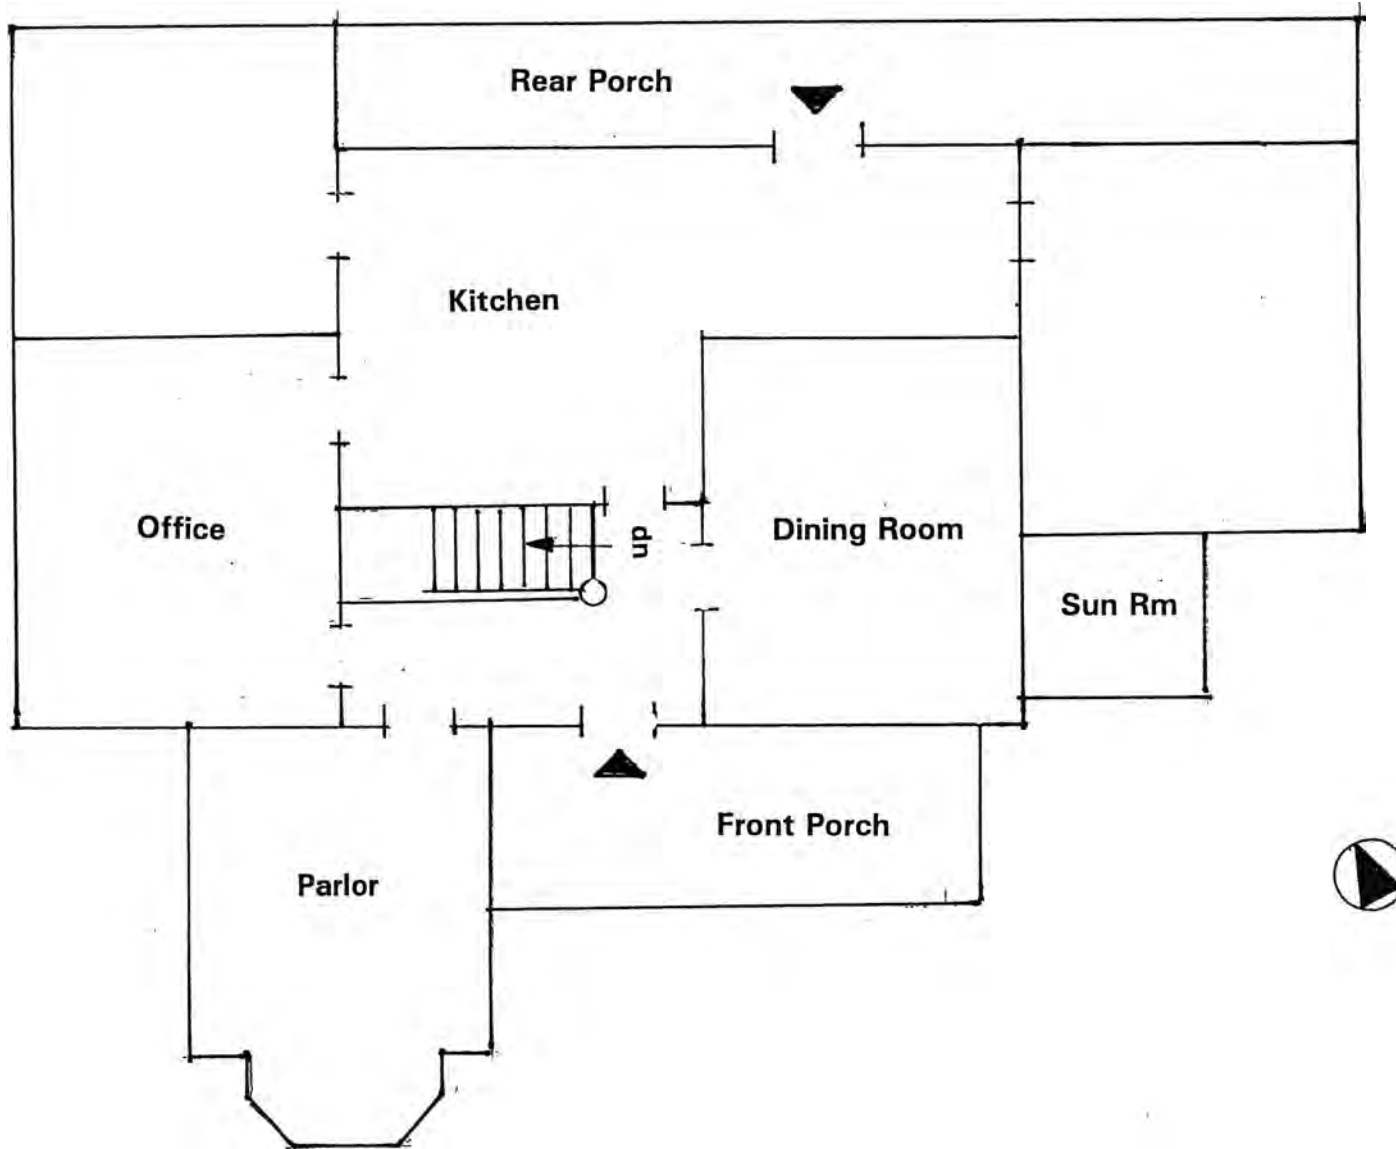 Rear Porch
Kitchen
Office
up
Dining Room
Sun Rm
Front Porch
Parlor